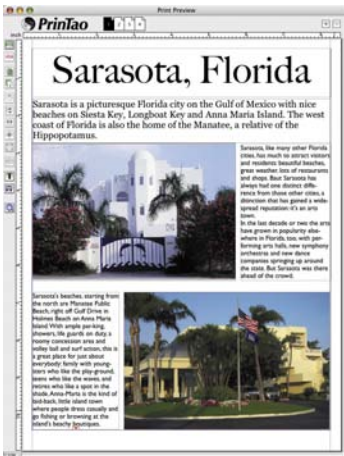 Print Preview
PrinTao
1 2 3 4
inch
Sarasota, Florida
Sarasota is a picturesque Florida city on the Gulf of Mexico with nice
beaches on Siesta Key, Longboat Key and Anna Maria Island. The west
coast of Florida is also the home of the Manatee, a relative of the
Hippopotamus.
Sarasota, like many other Florida
cities, has much to attract visitors
and residents: beautiful beaches,
great weather, lots of restaurants
and shops. Baut Sarasota has
always had one distinct diffe-
rence from those other cities, a
distinction that has gained a wide-
spread reputation: it's an arts
town.
In the last decade or two the arts
have grown in popularity else-
where in Florida, too, with per-
forming arts halls, new symphony
orchestras and new dance
companies springing up around
the state. But Sarasota was there
ahead of the crowd.
Sarasota's beaches, starting from
the north are Manatee Public
Beach, right off Gulf Drive in
Holmes Beach on Anna Maria
Island. With ample par-king,
showers, life guards on duty, a
roomy concession area and
volley ball and surf action, this is
a great place for just about
everybody: family with young-
sters who like the play-ground,
teens who like the waves, and
retires who like a spot in the
shade. Anna-Maria is the kind of
laid-back, little island town
where people dress casually and
go fishing or browsing at the
island's beachy boutiques.